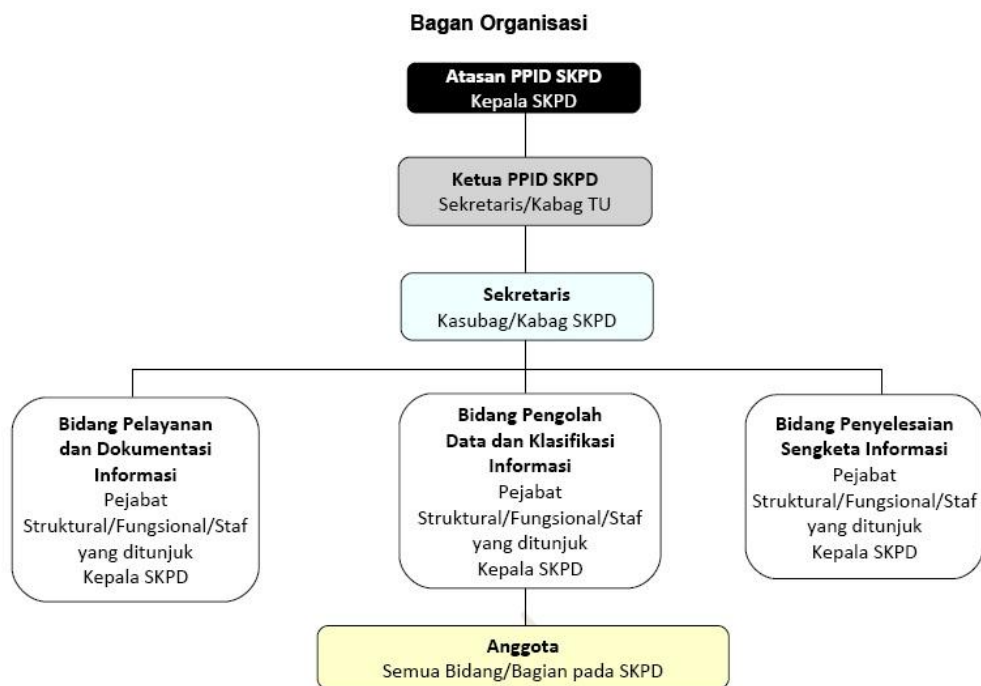 Bagan Organisasi
Atasan PPID SKPD
Kepala SKPD
Ketua PPID SKPD
Sekretaris/Kabag TU
Sekretaris
Kasubag/Kabag SKPD
Bidang Pelayanan
dan Dokumentasi
Informasi
Pejabat
Struktural/Fungsional/Staf
yang ditunjuk
Kepala SKPD
Bidang Pengolah
Data dan Klasifikasi
Informasi
Pejabat
Struktural/Fungsional/Staf
yang ditunjuk
Kepala SKPD
Bidang Penyelesaian
Sengketa Informasi
Pejabat
Struktural/Fungsional/Staf
yang ditunjuk
Kepala SKPD
Anggota
Semua Bidang/Bagian pada SKPD